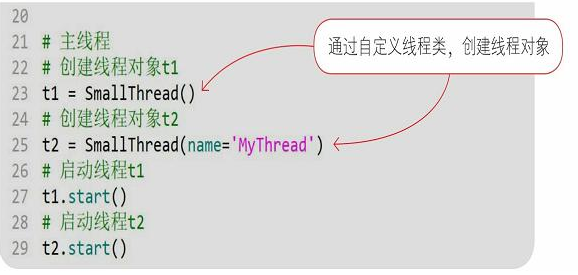 20
21 # 主线程
22 # 创建线程对象t1
23 t1 = SmallThread()
24 # 创建线程对象t2
25 t2 = SmallThread(name='MyThread')
26 # 启动线程t1
27 t1.start()
28 # 启动线程t2
29 t2.start()
通过自定义线程类，创建线程对象